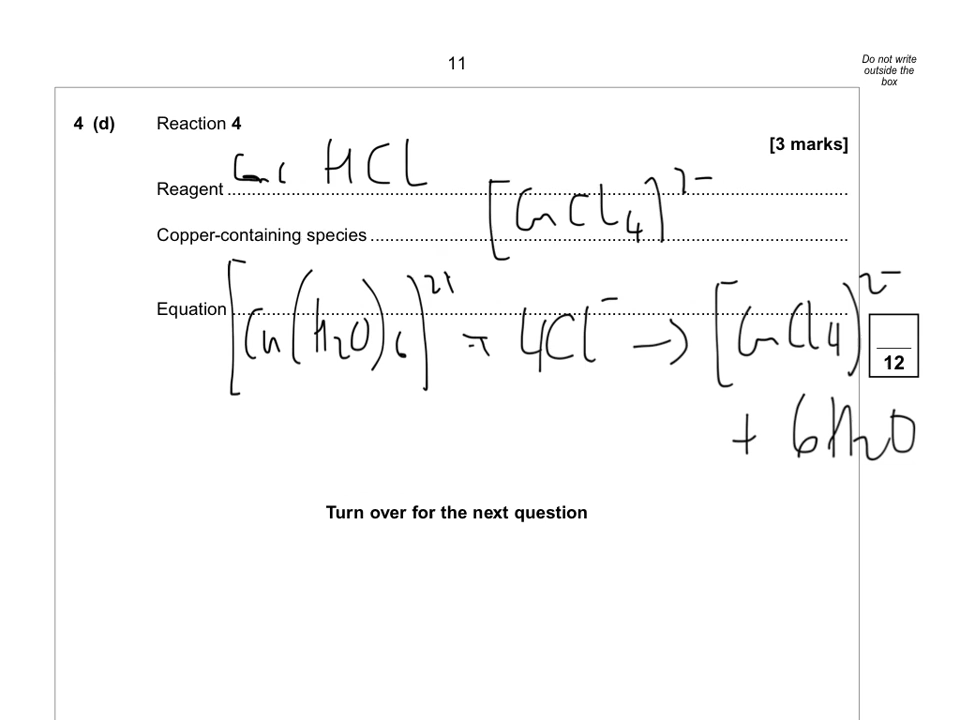 11
Do not write
outside the
box
4 (d) Reaction 4
[3 marks]
Reagent Conc HCl
Copper-containing species [CuCl4]2-
Equation [Cu(H2O)6]2+ + 4Cl- → [CuCl4]2-
+ 6H2O
12
Turn over for the next question